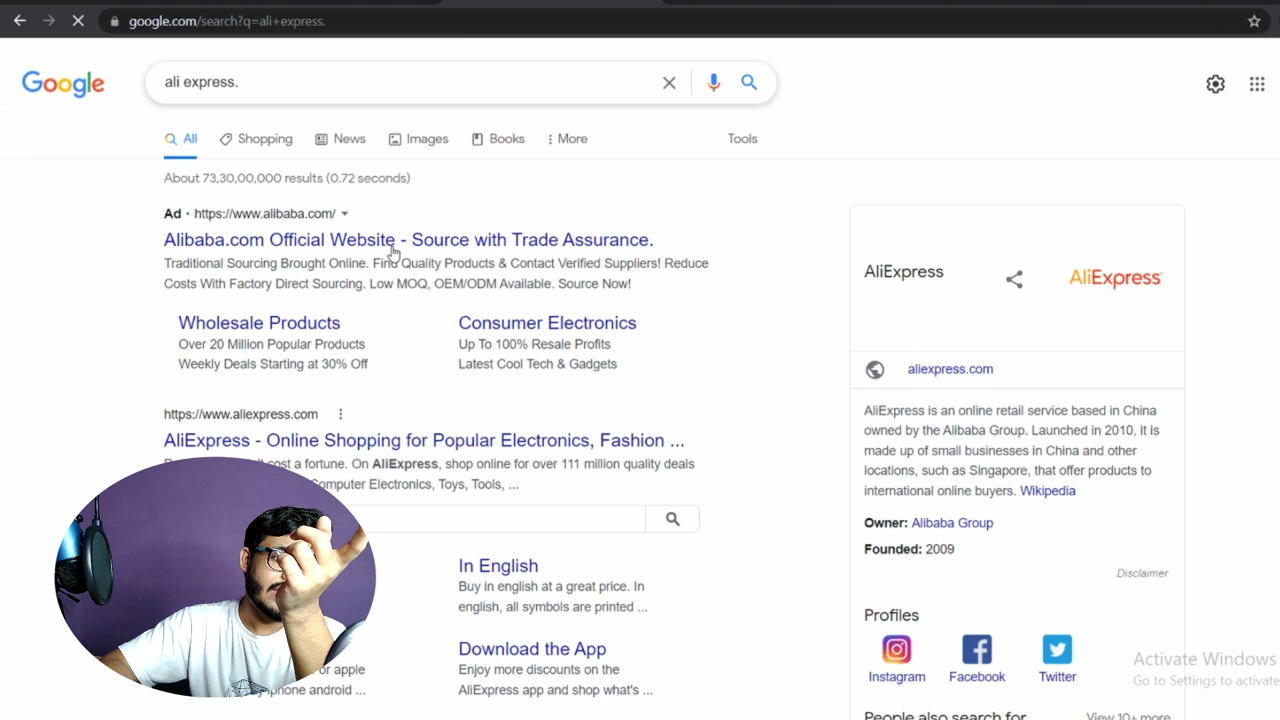 google.com/search?q=ali+express.
Google
ali express.
All Shopping News Images Books More Tools
About 73,30,00,000 results (0.72 seconds)
Ad · https://www.alibaba.com/
Alibaba.com Official Website - Source with Trade Assurance.
Traditional Sourcing Brought Online. Find Quality Products & Contact Verified Suppliers! Reduce
Costs With Factory Direct Sourcing. Low MOQ, OEM/ODM Available. Source Now!
Wholesale Products
Over 20 Million Popular Products
Weekly Deals Starting at 30% Off
Consumer Electronics
Up To 100% Resale Profits
Latest Cool Tech & Gadgets
https://www.aliexpress.com
AliExpress - Online Shopping for Popular Electronics, Fashion ...
cost a fortune. On AliExpress, shop online for over 111 million quality deals
Computer Electronics, Toys, Tools, ...
In English
Buy in english at a great price. In
english, all symbols are printed ...
or apple
android ...
Download the App
Enjoy more discounts on the
AliExpress app and shop what's ...
AliExpress
AliExpress
aliexpress.com
AliExpress is an online retail service based in China
owned by the Alibaba Group. Launched in 2010, it is
made up of small businesses in China and other
locations, such as Singapore, that offer products to
international online buyers. Wikipedia
Owner: Alibaba Group
Founded: 2009
Disclaimer
Profiles
Instagram Facebook Twitter
People also search for View 10+ more
Activate Windows
Go to Settings to activate